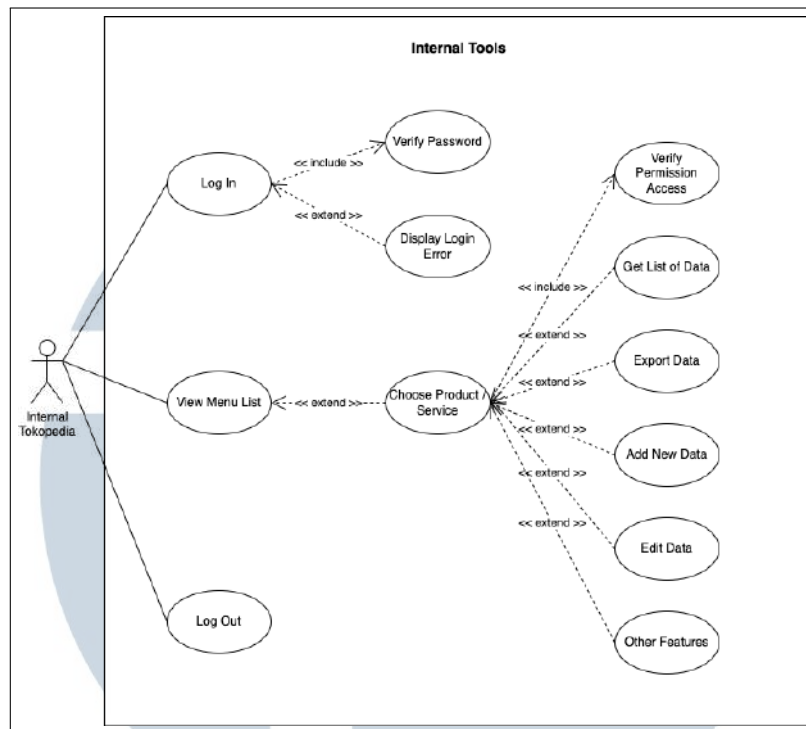 Internal Tools
Verify Password
<< include >>
Log In
<< extend >>
Display Login
Error
Verify
Permission
Access
Get List of Data
<< include >>
<< extend >>
Export Data
<< extend >>
Internal
Tokopedia
View Menu List
<< extend >>
Choose Product /
Service
<< extend >>
Add New Data
<< extend >>
<< extend >>
Edit Data
Log Out
Other Features